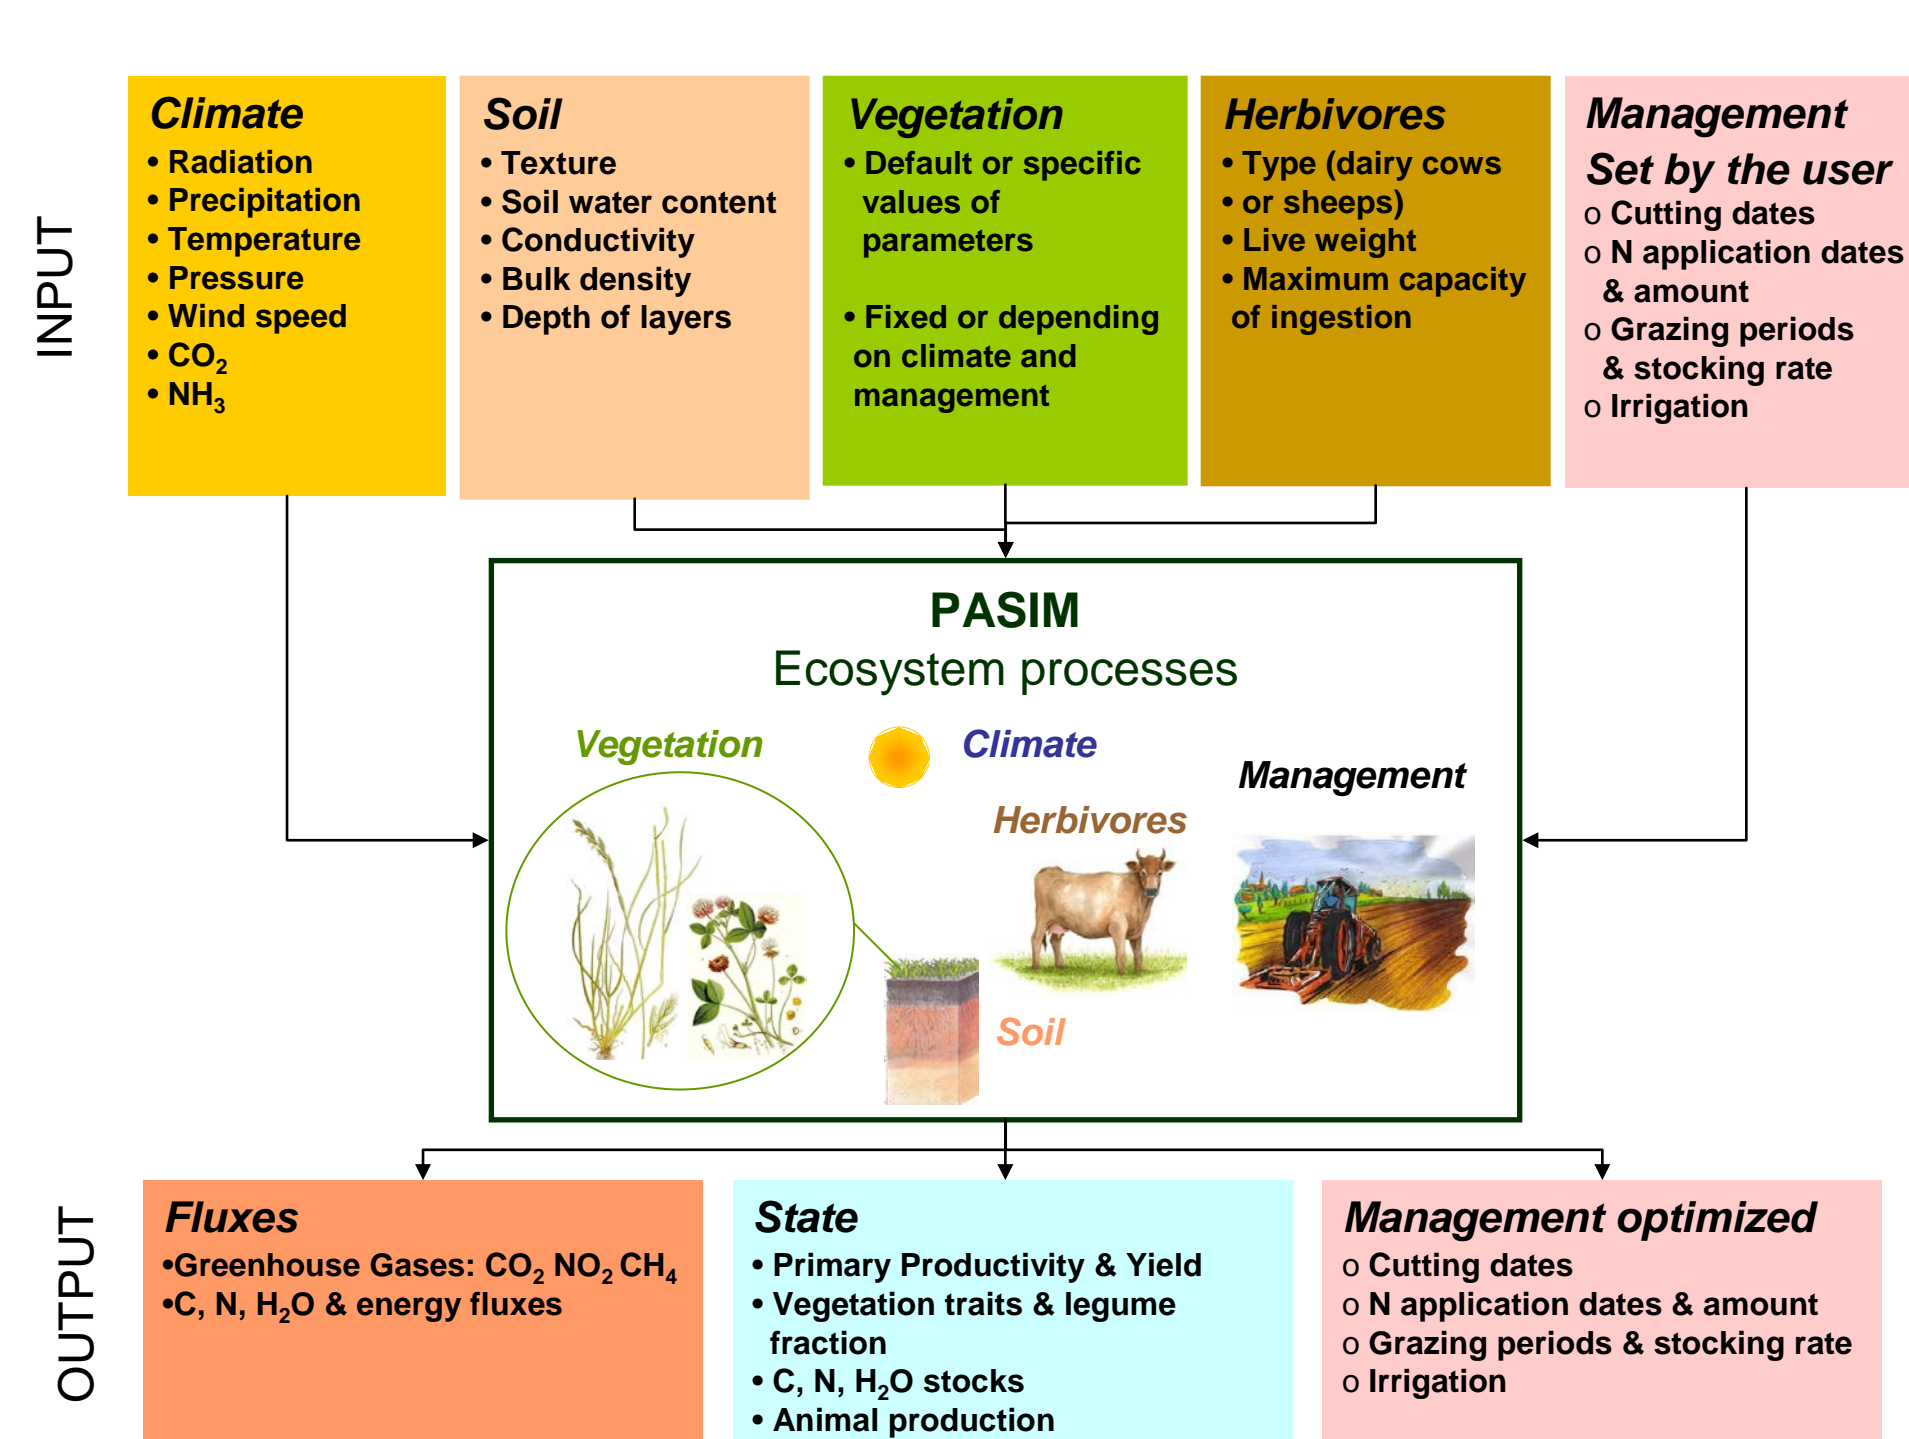 INPUT
Climate
• Radiation
• Precipitation
• Temperature
• Pressure
• Wind speed
• CO₂
• NH₃
Soil
• Texture
• Soil water content
• Conductivity
• Bulk density
• Depth of layers
Vegetation
• Default or specific
values of
parameters
• Fixed or depending
on climate and
management
Herbivores
• Type (dairy cows
• or sheeps)
• Live weight
• Maximum capacity
of ingestion
Management
Set by the user
o Cutting dates
o N application dates
& amount
o Grazing periods
& stocking rate
o Irrigation
PASIM
Ecosystem processes
Vegetation
Climate
Management
Herbivores
Soil
OUTPUT
Fluxes
•Greenhouse Gases: CO₂ NO₂ CH₄
•C, N, H₂O & energy fluxes
State
• Primary Productivity & Yield
• Vegetation traits & legume
fraction
• C, N, H₂O stocks
• Animal production
Management optimized
o Cutting dates
o N application dates & amount
o Grazing periods & stocking rate
o Irrigation